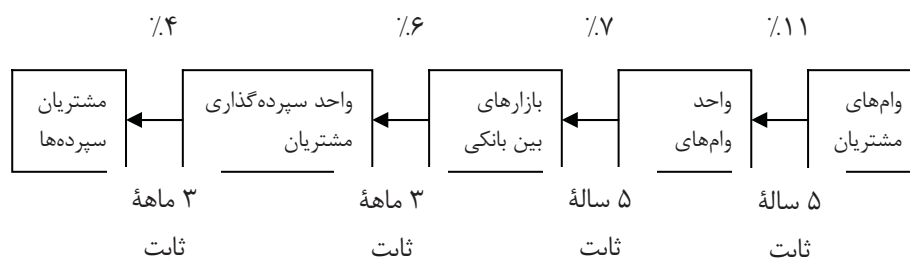 ٪۱۱ ٪۷ ٪۶ ٪۴
وام‌های
مشتریان
واحد
وام‌های
بازارهای
بین بانکی
واحد سپرده‌گذاری
مشتریان
مشتریان
سپرده‌ها
۵ سالهٔ
ثابت
۵ سالهٔ
ثابت
۳ ماههٔ
ثابت
۳ ماههٔ
ثابت